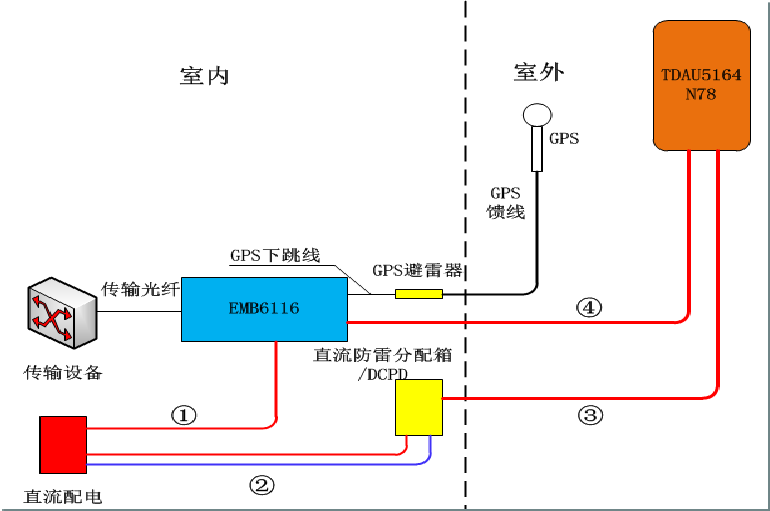 室内
室外
TDAU5164
N78
GPS
GPS
馈线
GPS下跳线
GPS避雷器
传输光纤
EMB6116
④
直流防雷分配箱
/DCPD
传输设备
①
③
②
直流配电